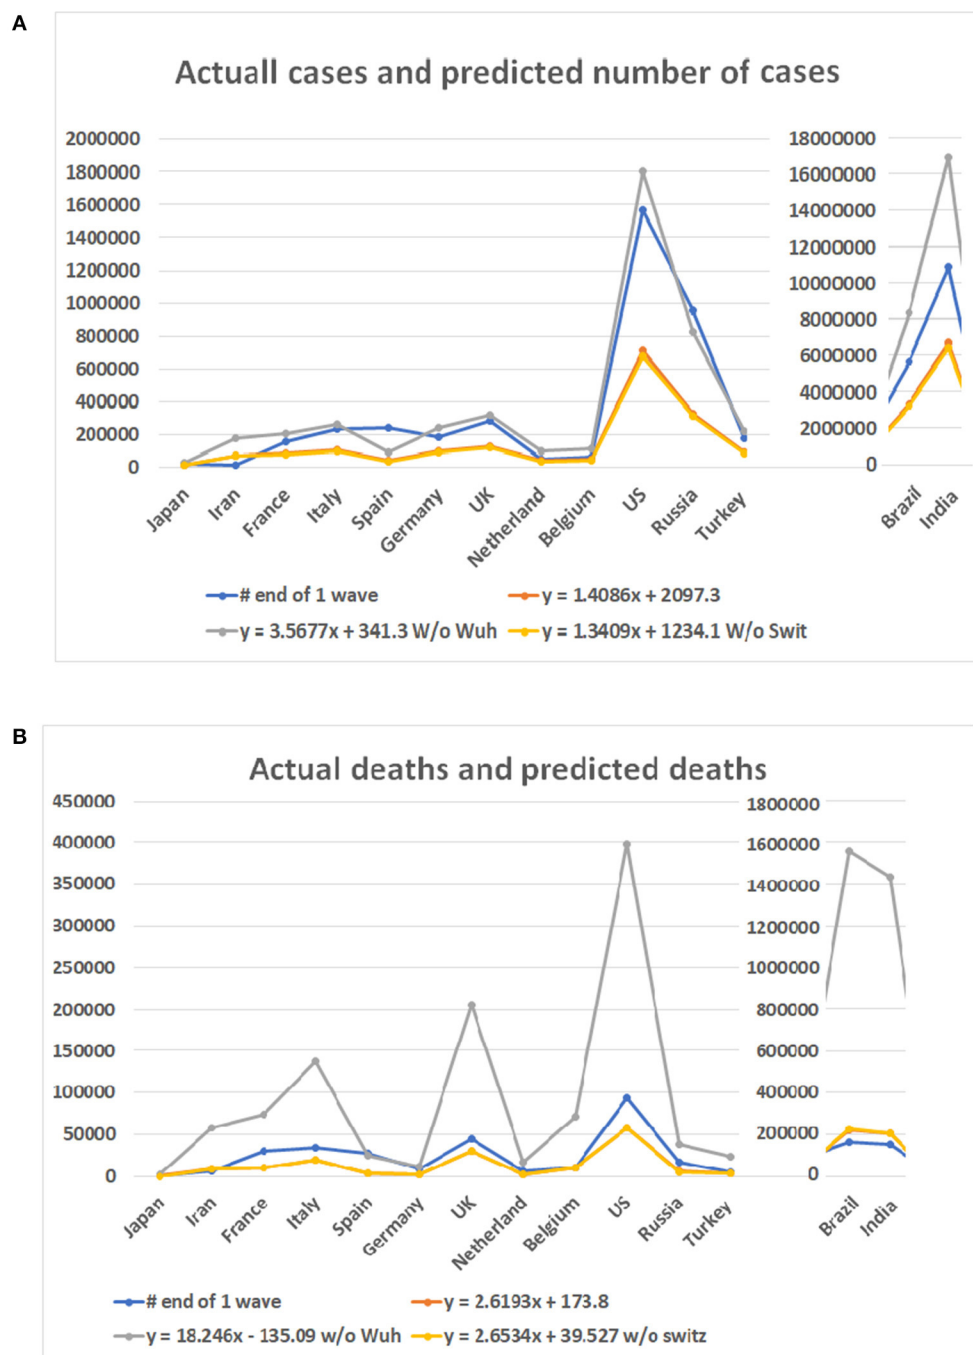 A
Actuall cases and predicted number of cases
2000000
1800000
1600000
1400000
1200000
1000000
800000
600000
400000
200000
0
18000000
16000000
14000000
12000000
10000000
8000000
6000000
4000000
2000000
0
Japan
Iran
France
Italy
Spain
Germany
UK
Netherland
Belgium
US
Russia
Turkey
Brazil
India
# end of 1 wave
y = 1.4086x + 2097.3
y = 3.5677x + 341.3 W/o Wuh
y = 1.3409x + 1234.1 W/o Swit
B
Actual deaths and predicted deaths
450000
400000
350000
300000
250000
200000
150000
100000
50000
0
1800000
1600000
1400000
1200000
1000000
800000
600000
400000
200000
0
Japan
Iran
France
Italy
Spain
Germany
UK
Netherland
Belgium
US
Russia
Turkey
Brazil
India
# end of 1 wave
y = 2.6193x + 173.8
y = 18.246x - 135.09 w/o Wuh
y = 2.6534x + 39.527 w/o switz